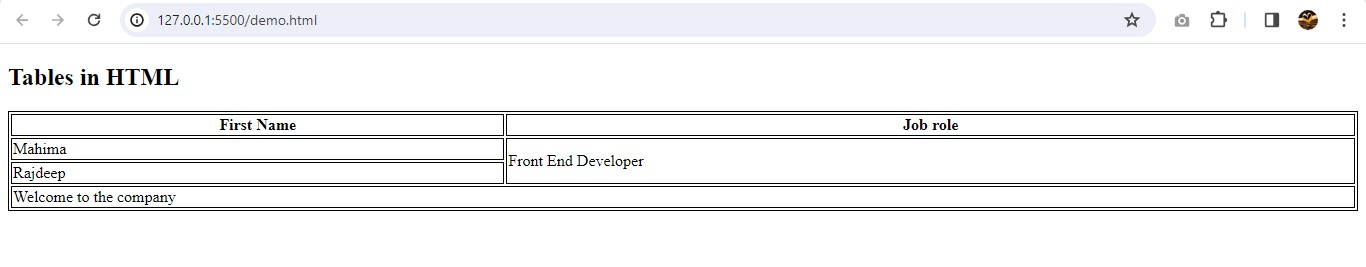 127.0.0.1:5500/demo.html
Tables in HTML
First Name Job role
Mahima
Front End Developer
Rajdeep
Welcome to the company